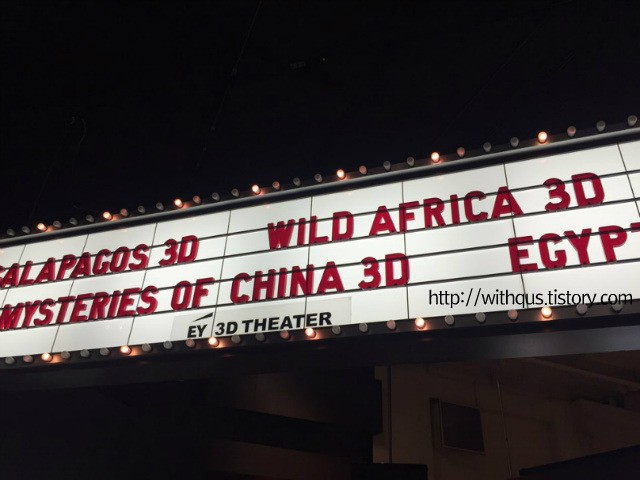 GALAPAGOS 3D WILD AFRICA 3D
MYSTERIES OF CHINA 3D EGYPT
EY 3D THEATER
http://withqus.tistory.com